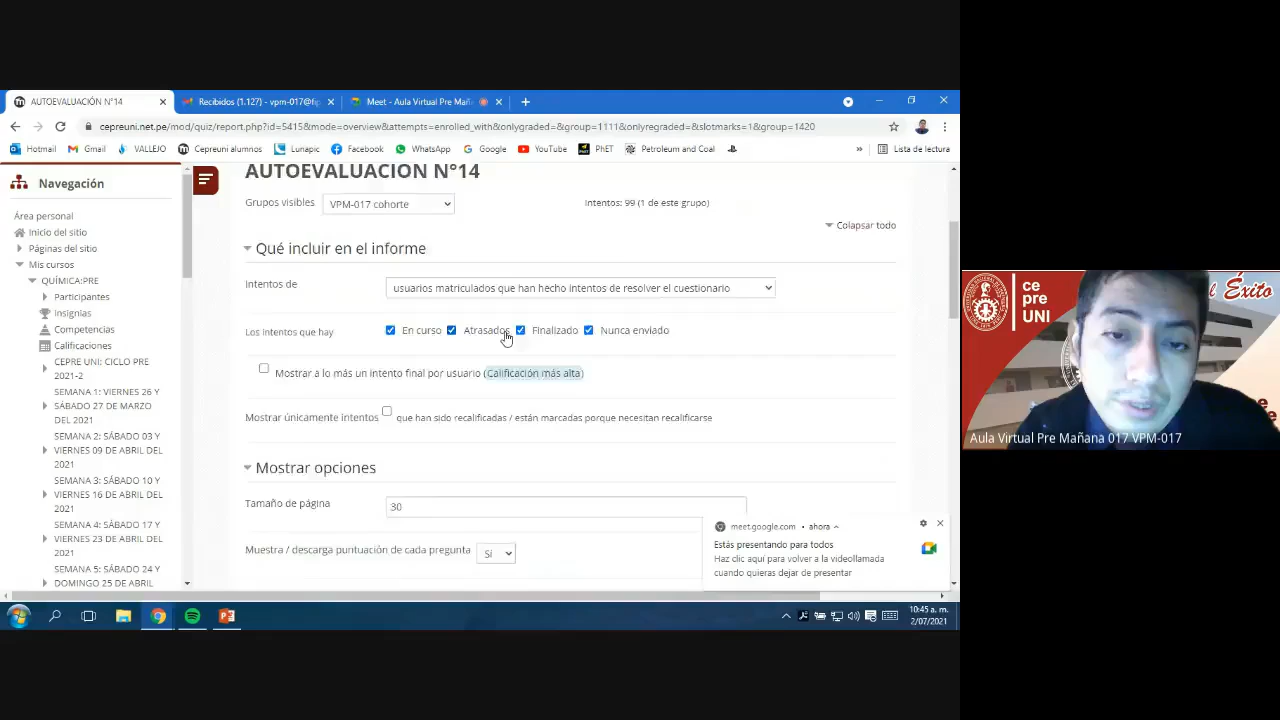 AUTOEVALUACIÓN N°14
Recibidos (1.127) - vpm-017@fip
Meet - Aula Virtual Pre Mañ
cepreuni.net.pe/mod/quiz/report.php?id=5415&mode=overview&attempts=enrolled_with&onlygraded=&group=1111&onlyregraded=&slotmarks=1&group=1420
Hotmail
Gmail
VALLEJO
Cepreuni alumnos
Lunapic
Facebook
WhatsApp
Google
YouTube
PhET
Petroleum and Coal
»
Lista de lectura
Navegación
Área personal
Inicio del sitio
Páginas del sitio
Mis cursos
QUÍMICA:PRE
Participantes
Insignias
Competencias
Calificaciones
CEPRE UNI: CICLO PRE
2021-2
SEMANA 1: VIERNES 26 Y
SÁBADO 27 DE MARZO
DEL 2021
SEMANA 2: SÁBADO 03 Y
VIERNES 09 DE ABRIL DEL
2021
SEMANA 3: SÁBADO 10 Y
VIERNES 16 DE ABRIL DEL
2021
SEMANA 4: SÁBADO 17 Y
VIERNES 23 DE ABRIL DEL
2021
SEMANA 5: SÁBADO 24 Y
DOMINGO 25 DE ABRIL
AUTOEVALUACIÓN N°14
Grupos visibles
VPM-017 cohorte
Intentos: 99 (1 de este grupo)
Colapsar todo
Qué incluir en el informe
Intentos de
usuarios matriculados que han hecho intentos de resolver el cuestionario
Los intentos que hay
En curso
Atrasados
Finalizado
Nunca enviado
Mostrar a lo más un intento final por usuario (Calificación más alta)
Mostrar únicamente intentos
que han sido recalificadas / están marcadas porque necesitan recalificarse
Mostrar opciones
Tamaño de página
30
Muestra / descarga puntuación de cada pregunta
Sí
meet.google.com • ahora
Estás presentando para todos
Haz clic aquí para volver a la videollamada
cuando quieras dejar de presentar
10:45 a. m.
2/07/2021
ce
pre
UNI
l Éxito
Aula Virtual Pre Mañana 017 VPM-017